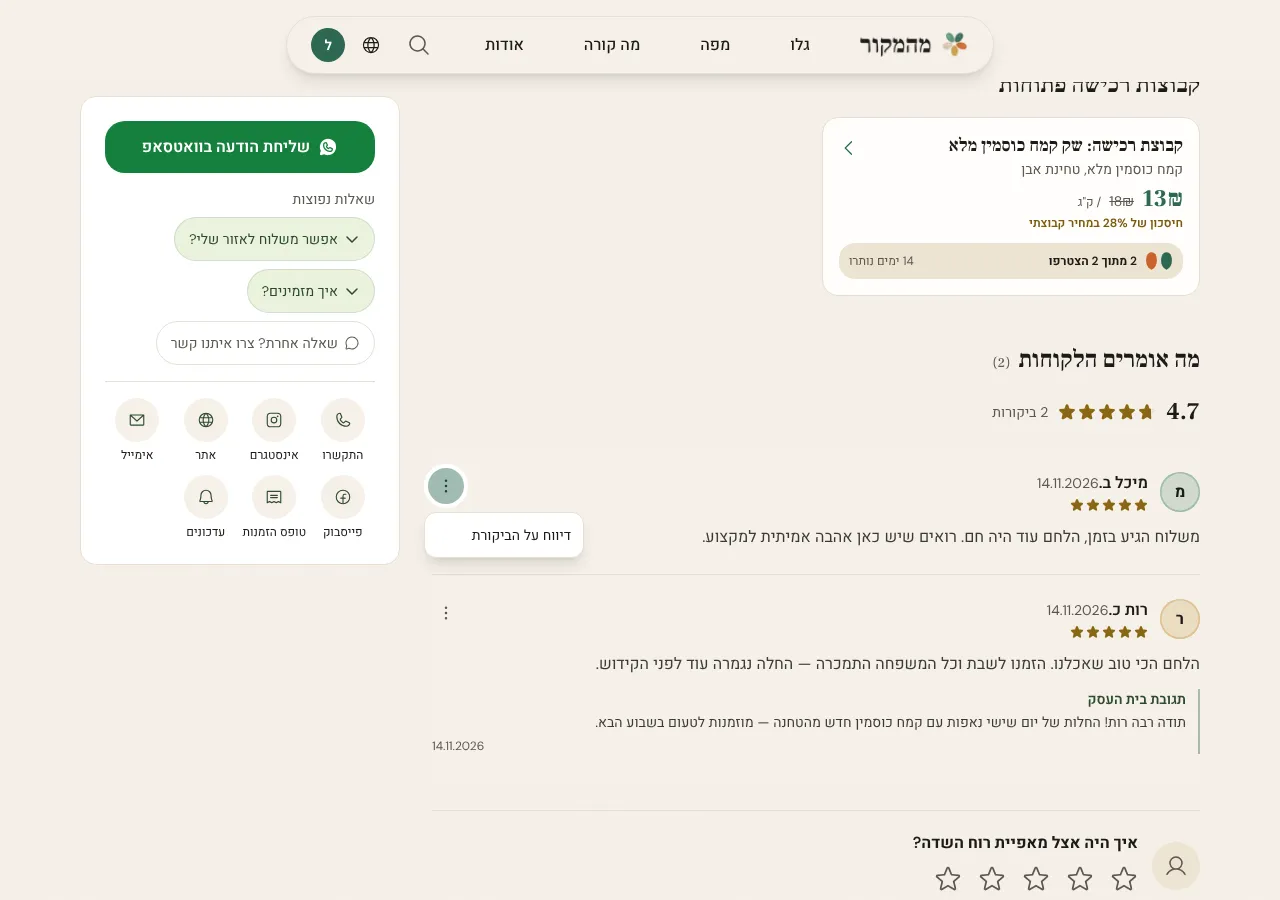 מהמקור
גלו
מפה
מה קורה
אודות
ל
קבוצות רכישה פתוחות
קבוצת רכישה: שק קמח כוסמין מלא
קמח כוסמין מלא, טחינת אבן
₪13 ₪18 / ק"ג
חיסכון של 28% במחיר קבוצתי
2 מתוך 2 הצטרפו
14 ימים נותרו
מה אומרים הלקוחות (2)
4.7 2 ביקורות
מ
מיכל ב. 14.11.2026
משלוח הגיע בזמן, הלחם עוד היה חם. רואים שיש כאן אהבה אמיתית למקצוע.
דיווח על הביקורת
ר
רות כ. 14.11.2026
הלחם הכי טוב שאכלנו. הזמנו לשבת וכל המשפחה התמכרה — החלה נגמרה עוד לפני הקידוש.
תגובת בית העסק
תודה רבה רות! החלות של יום שישי נאפות עם קמח כוסמין חדש מהטחנה — מוזמנות לטעום בשבוע הבא.
14.11.2026
איך היה אצל מאפיית רוח השדה?
שליחת הודעה בוואטסאפ
שאלות נפוצות
אפשר משלוח לאזור שלי?
איך מזמינים?
שאלה אחרת? צרו איתנו קשר
התקשרו
אינסטגרם
אתר
אימייל
פייסבוק
טופס הזמנות
עדכונים